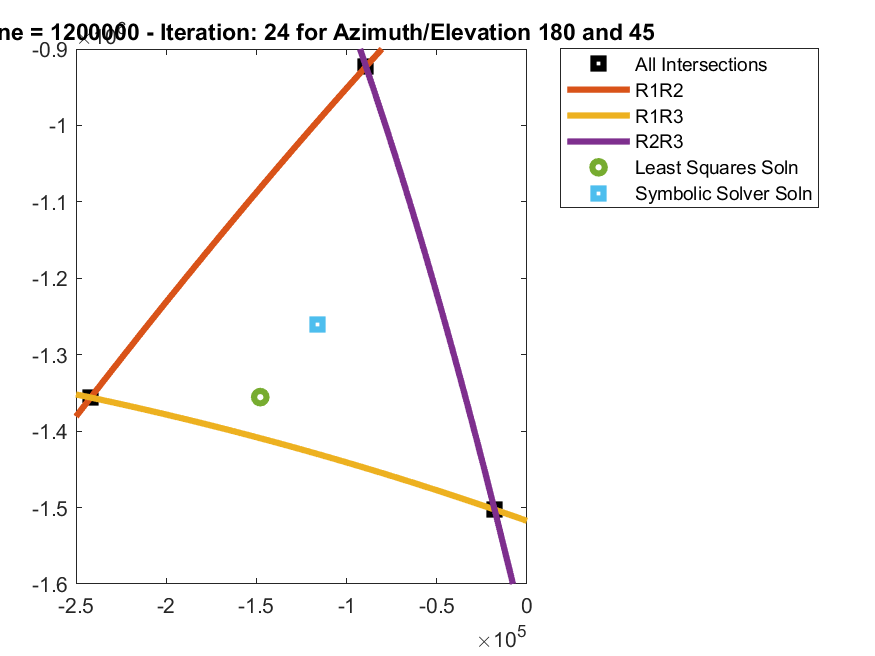 ne = 1200000 - Iteration: 24 for Azimuth/Elevation 180 and 45
-0.9
-1
-1.1
-1.2
-1.3
-1.4
-1.5
-1.6
-2.5 -2 -1.5 -1 -0.5 0
×10⁵
All Intersections
R1R2
R1R3
R2R3
Least Squares Soln
Symbolic Solver Soln